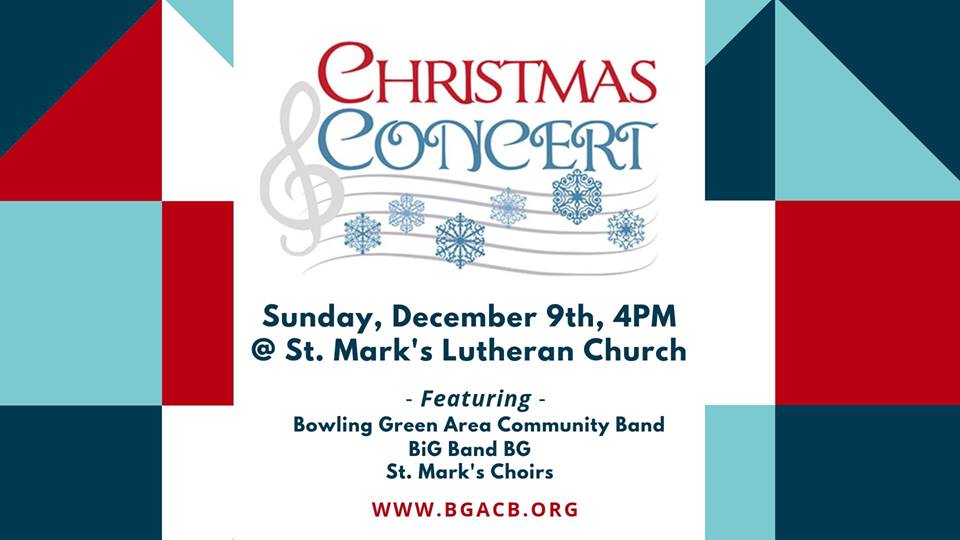 CHRISTMAS
CONCERT
Sunday, December 9th, 4PM
@ St. Mark's Lutheran Church
- Featuring -
Bowling Green Area Community Band
BiG Band BG
St. Mark's Choirs
WWW.BGACB.ORG